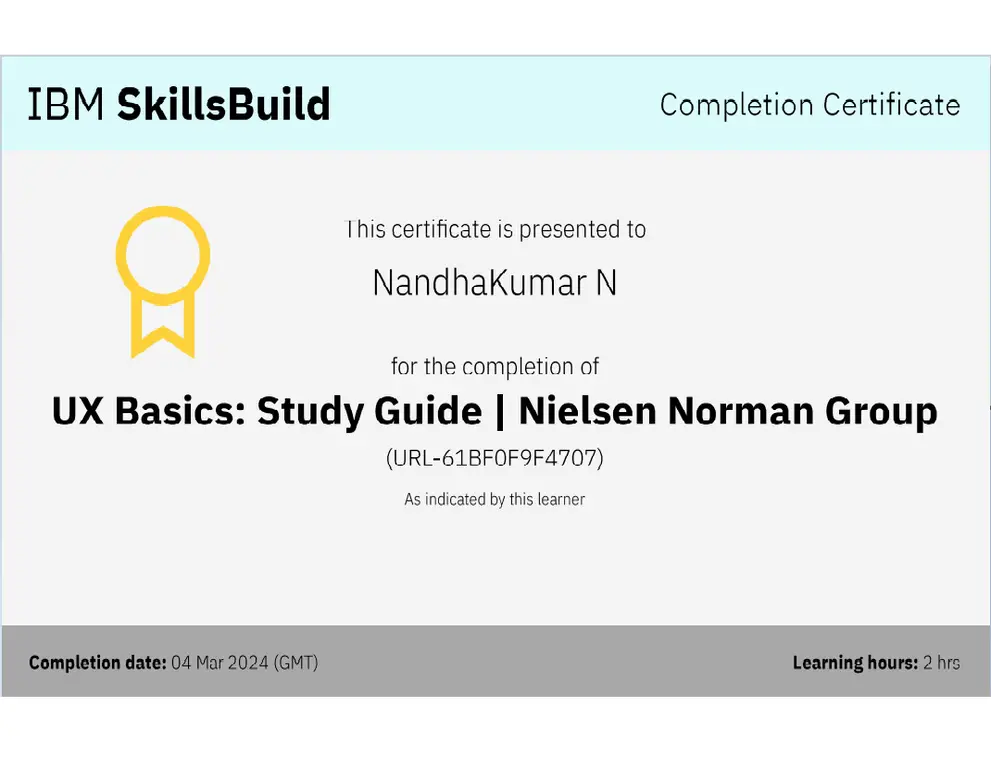 IBM SkillsBuild
Completion Certificate
This certificate is presented to
NandhaKumar N
for the completion of
UX Basics: Study Guide | Nielsen Norman Group
(URL-61BF0F9F4707)
As indicated by this learner
Completion date: 04 Mar 2024 (GMT)
Learning hours: 2 hrs